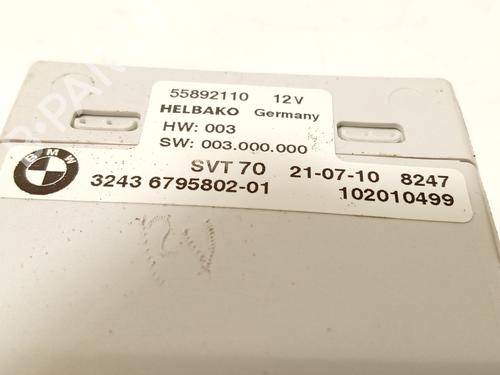 55892110 12V
HELBAKO Germany
HW: 003
SW: 003.000.000
BMW
SVT 70 21-07-10 8247
3243 6795802-01 102010499